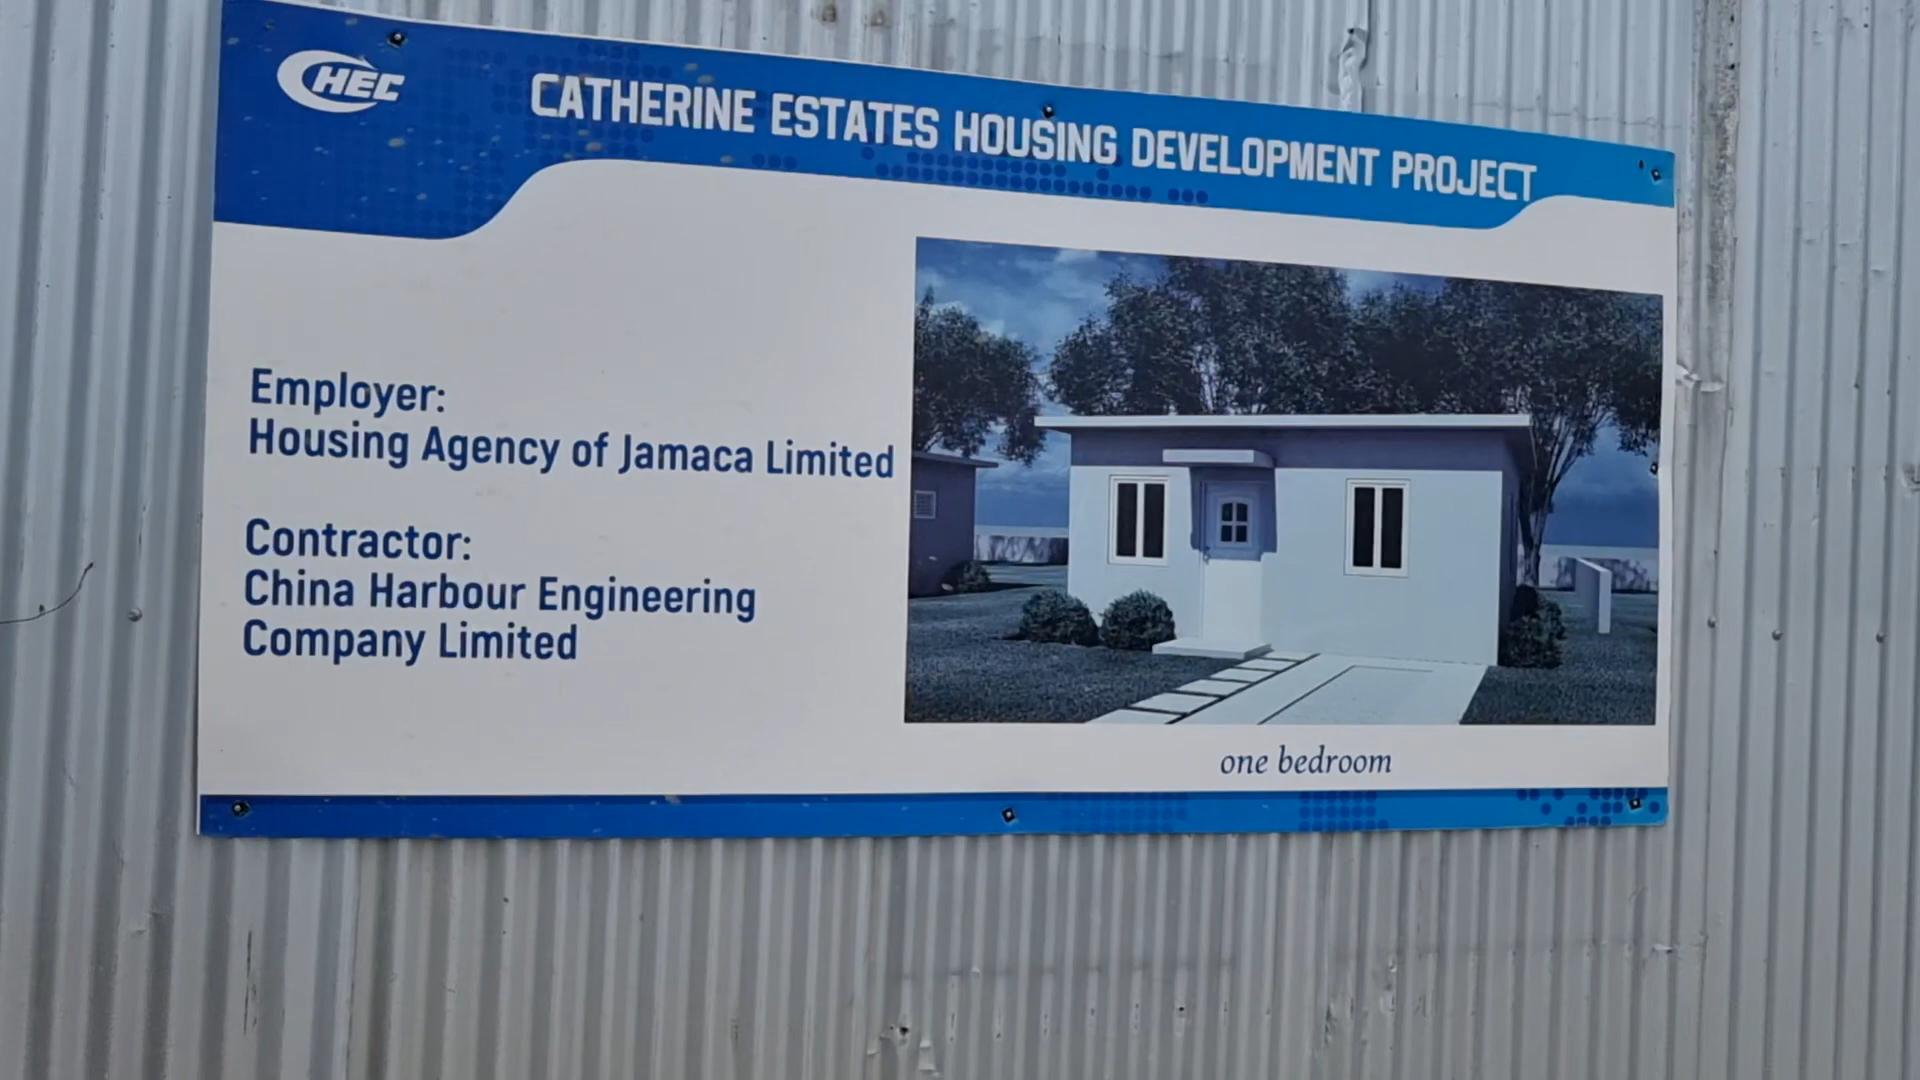 CHEC
CATHERINE ESTATES HOUSING DEVELOPMENT PROJECT
Employer:
Housing Agency of Jamaca Limited
Contractor:
China Harbour Engineering
Company Limited
one bedroom